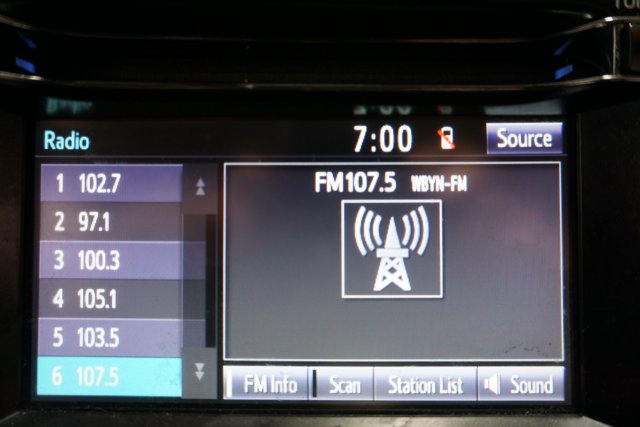 Radio 7:00 Source
1 102.7
2 97.1
3 100.3
4 105.1
5 103.5
6 107.5
FM107.5 WBYN-FM
FM Info Scan Station List Sound